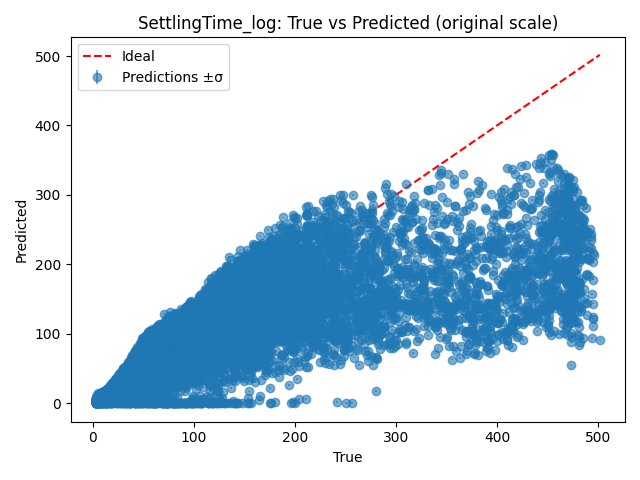 SettlingTime_log: True vs Predicted (original scale)
Ideal
Predictions ±σ
500
400
300
200
100
0
Predicted
0
100
200
300
400
500
True